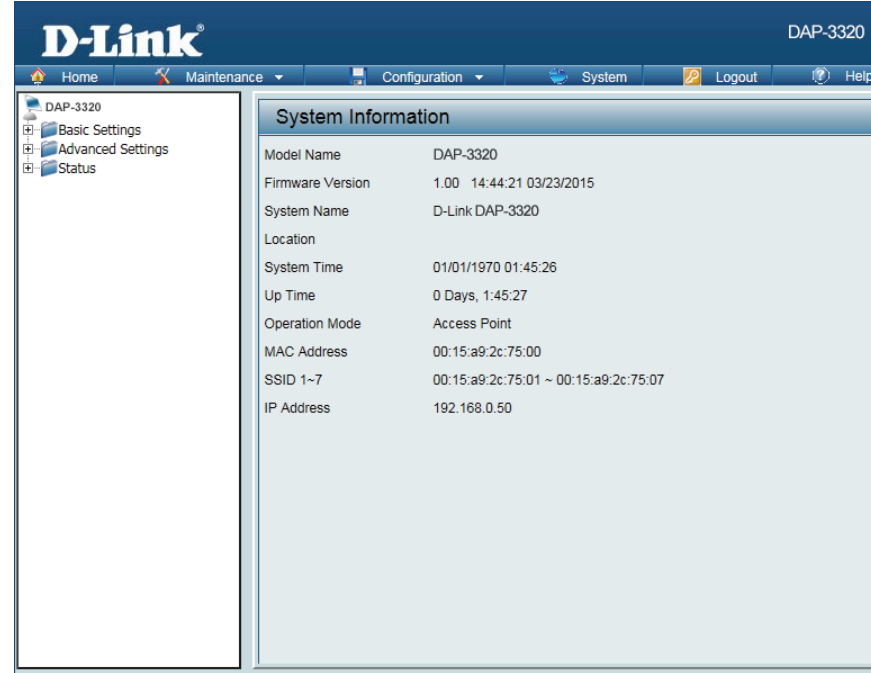 D-Link®
DAP-3320
Home Maintenance Configuration System Logout Help
DAP-3320
Basic Settings
Advanced Settings
Status
System Information
Model Name DAP-3320
Firmware Version 1.00 14:44:21 03/23/2015
System Name D-Link DAP-3320
Location
System Time 01/01/1970 01:45:26
Up Time 0 Days, 1:45:27
Operation Mode Access Point
MAC Address 00:15:a9:2c:75:00
SSID 1~7 00:15:a9:2c:75:01 ~ 00:15:a9:2c:75:07
IP Address 192.168.0.50